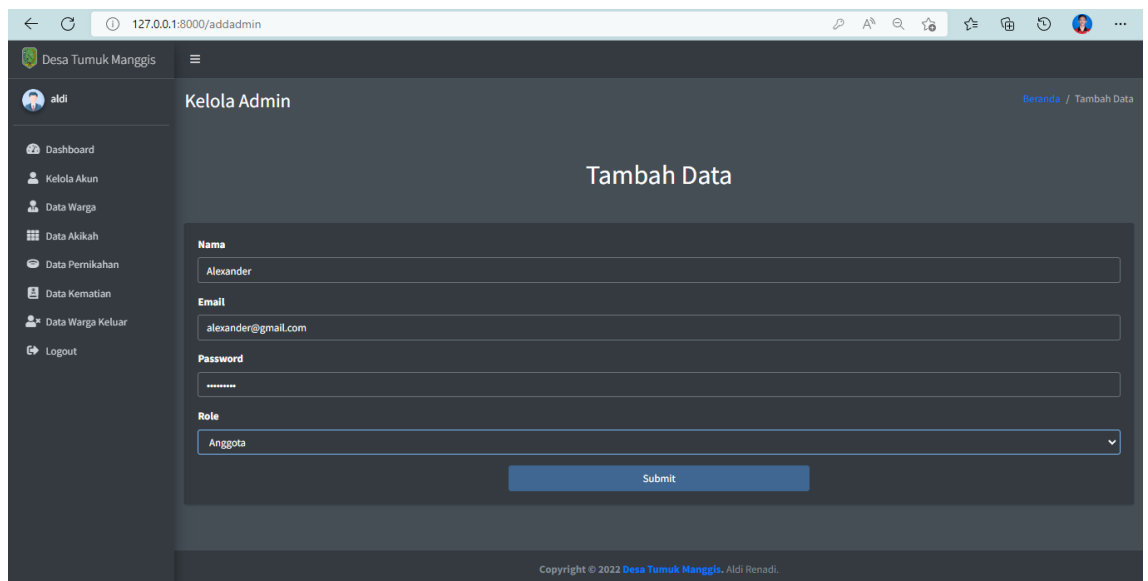 127.0.0.1:8000/addadmin
Desa Tumuk Manggis
aldi
Dashboard
Kelola Akun
Data Warga
Data Akikah
Data Pernikahan
Data Kematian
Data Warga Keluar
Logout
Kelola Admin
Beranda / Tambah Data
Tambah Data
Nama
Alexander
Email
alexander@gmail.com
Password
•••••••••
Role
Anggota
Submit
Copyright © 2022 Desa Tumuk Manggis. Aldi Renadi.